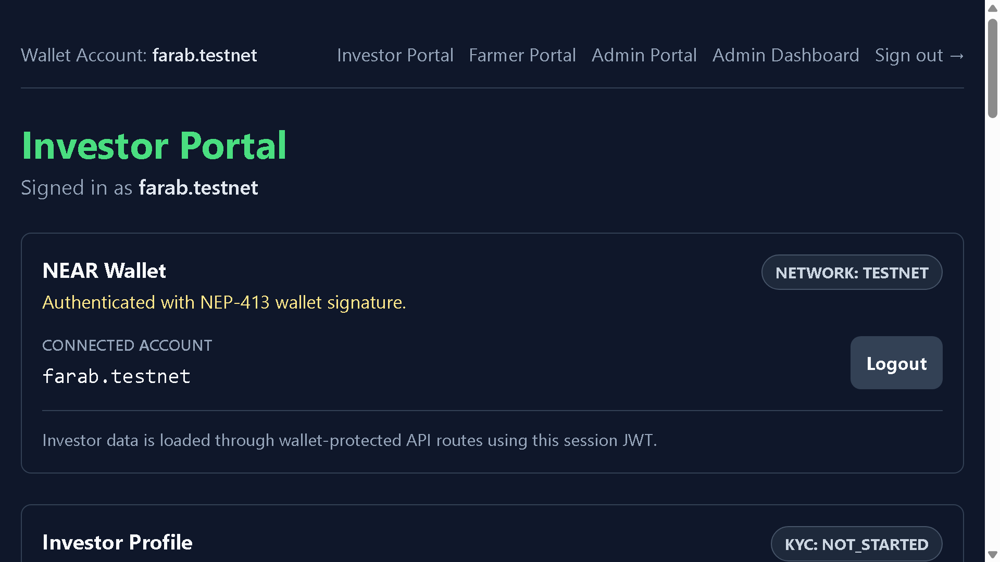 Wallet Account: farab.testnet
Investor Portal Farmer Portal Admin Portal Admin Dashboard Sign out →
Investor Portal
Signed in as farab.testnet
NEAR Wallet
NETWORK: TESTNET
Authenticated with NEP-413 wallet signature.
CONNECTED ACCOUNT
farab.testnet
Logout
Investor data is loaded through wallet-protected API routes using this session JWT.
Investor Profile
KYC: NOT_STARTED